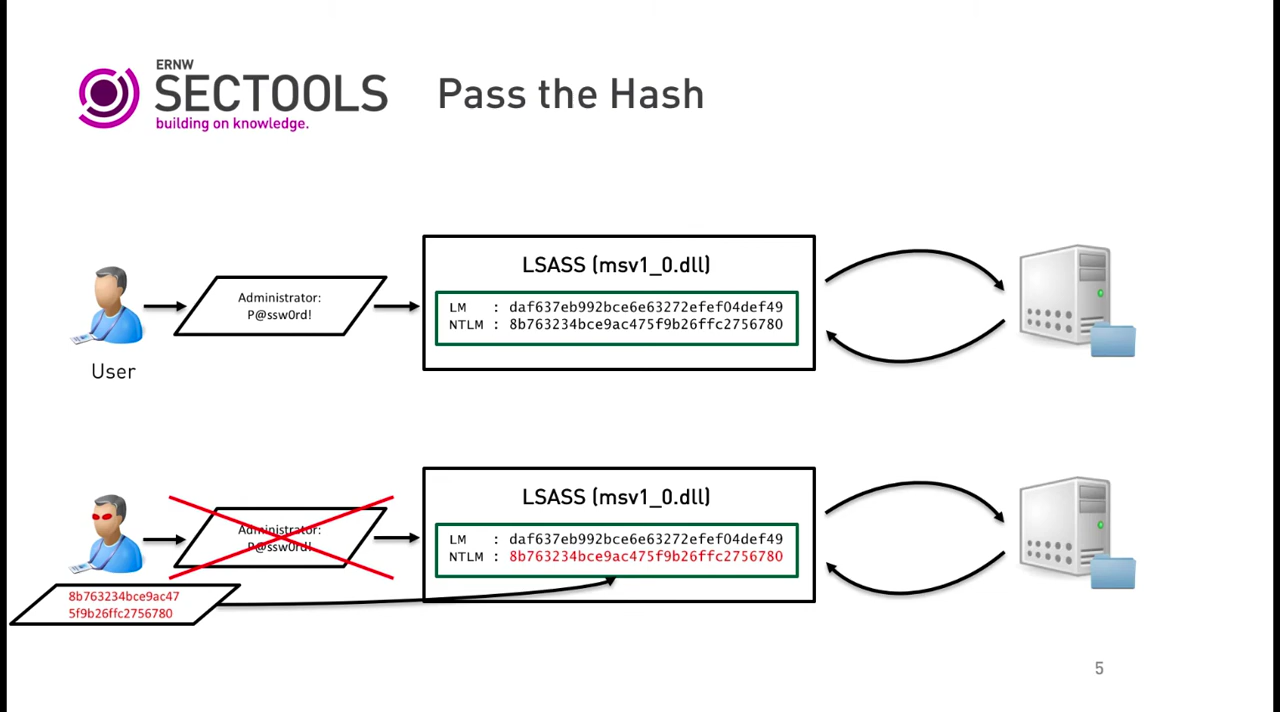 ERNW
SECTOOLS
building on knowledge.
Pass the Hash
User
Administrator:
P@ssw0rd!
LSASS (msv1_0.dll)
LM : daf637eb992bce6e63272efef04def49
NTLM : 8b763234bce9ac475f9b26ffc2756780
Administrator:
P@ssw0rd!
8b763234bce9ac47
5f9b26ffc2756780
LSASS (msv1_0.dll)
LM : daf637eb992bce6e63272efef04def49
NTLM : 8b763234bce9ac475f9b26ffc2756780
5